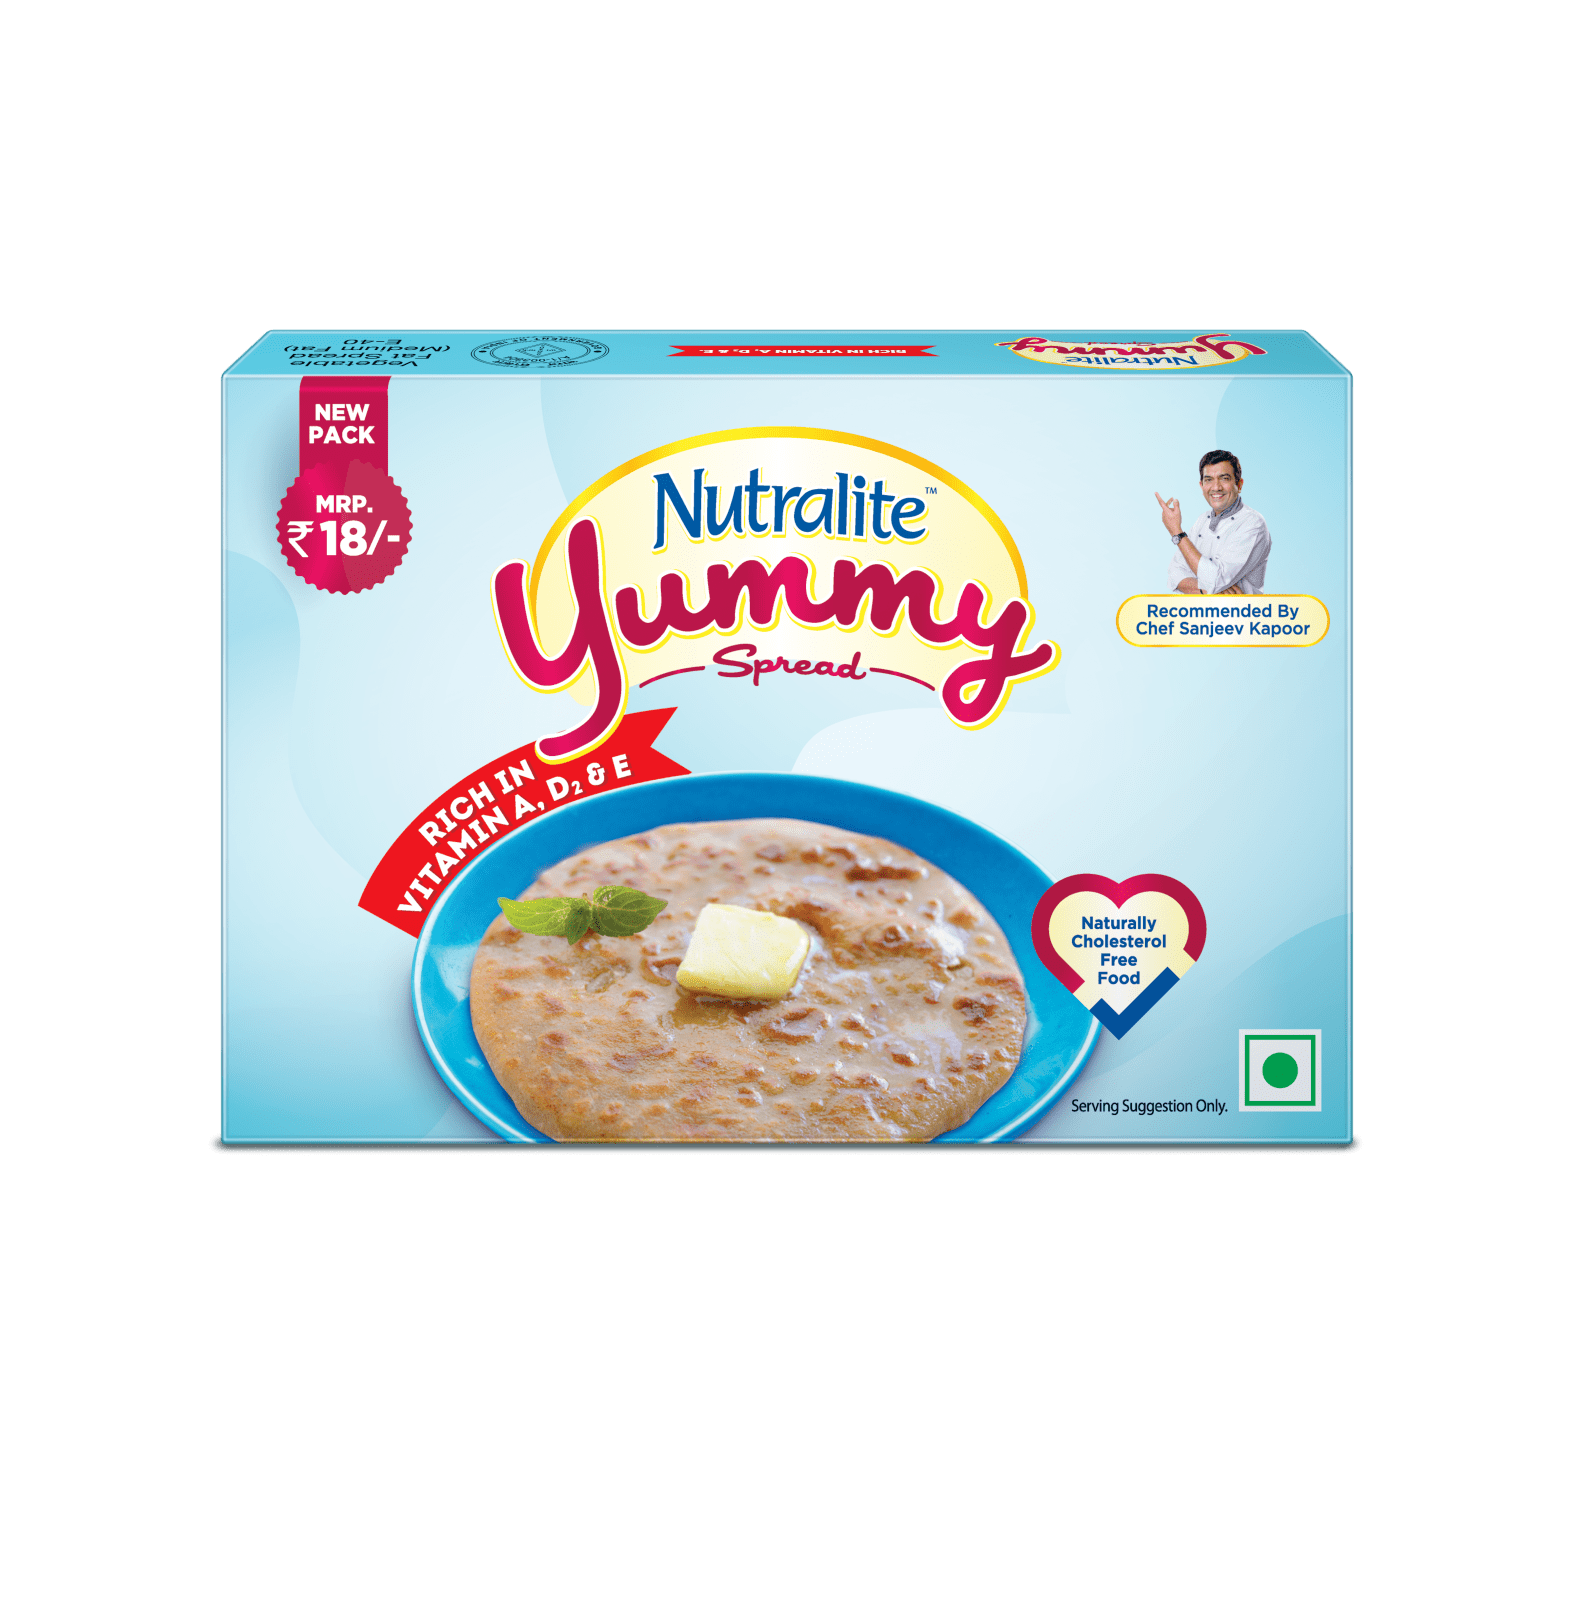 Vegetable
Fat Spread
(Medium Fat)
E-40
RICH IN VITAMIN A, D₂ & E.
Nutralite
Yummy
Spread
NEW
PACK
MRP.
₹18/-
Nutralite™
Yummy
Spread
Recommended By
Chef Sanjeev Kapoor
RICH IN
VITAMIN A, D₂ & E
Naturally
Cholesterol
Free
Food
Serving Suggestion Only.